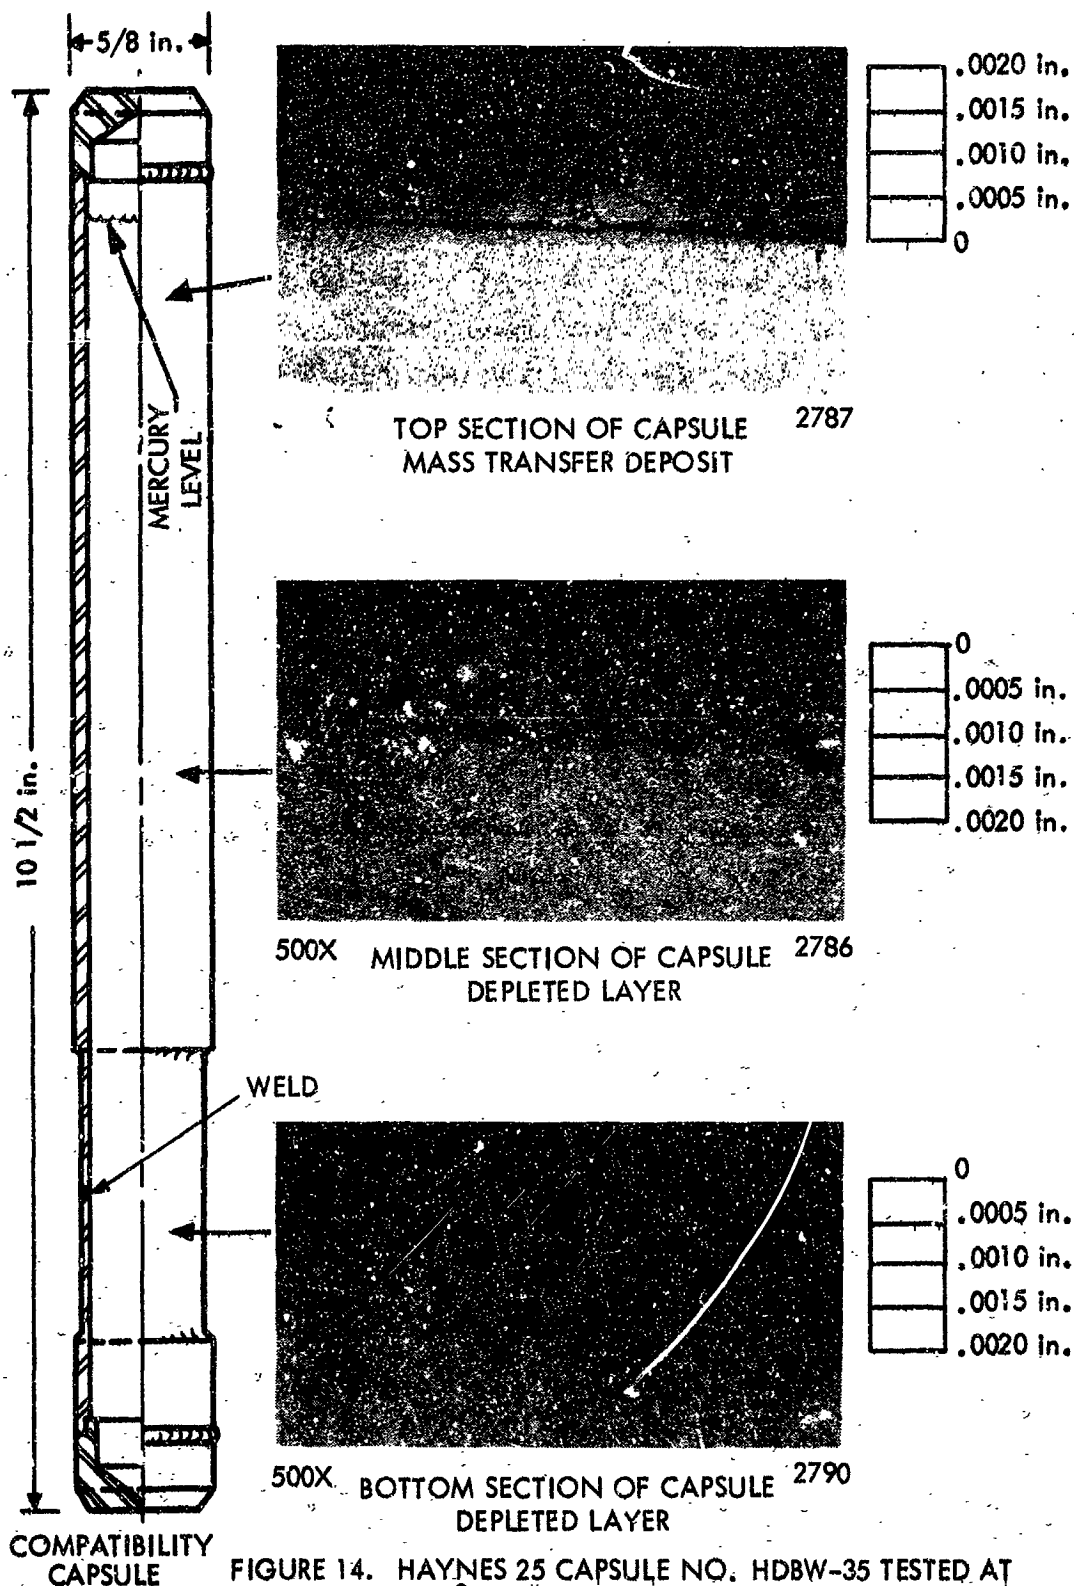 5/8 in.
.0020 in.
.0015 in.
.0010 in.
.0005 in.
0
MERCURY
LEVEL
TOP SECTION OF CAPSULE
2787
MASS TRANSFER DEPOSIT
10 1/2 in.
0
.0005 in.
.0010 in.
.0015 in.
.0020 in.
500X
MIDDLE SECTION OF CAPSULE
2786
DEPLETED LAYER
WELD
0
.0005 in.
.0010 in.
.0015 in.
.0020 in.
500X
BOTTOM SECTION OF CAPSULE
2790
DEPLETED LAYER
COMPATIBILITY
CAPSULE
FIGURE 14. HAYNES 25 CAPSULE NO. HDBW-35 TESTED AT